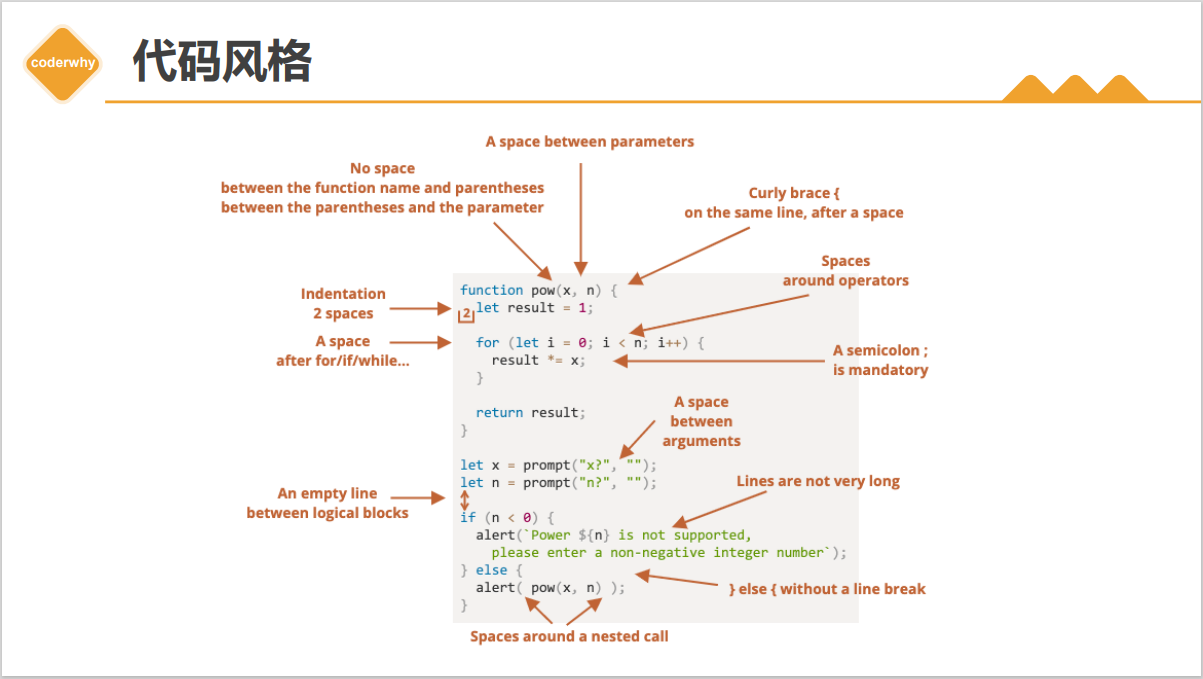 coderwhy
代码风格
A space between parameters
No space
between the function name and parentheses
between the parentheses and the parameter
Curly brace {
on the same line, after a space
Spaces
around operators
Indentation
2 spaces
A space
after for/if/while...
A semicolon ;
is mandatory
A space
between
arguments
An empty line
between logical blocks
Lines are not very long
} else { without a line break
Spaces around a nested call
function pow(x, n) {
2
let result = 1;
for (let i = 0; i < n; i++) {
result *= x;
}
return result;
}
let x = prompt("x?", "");
let n = prompt("n?", "");
if (n < 0) {
alert(`Power ${n} is not supported,
please enter a non-negative integer number`);
} else {
alert( pow(x, n) );
}